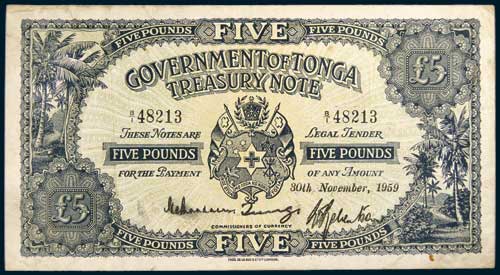 FIVE
FIVE POUNDS FIVE POUNDS
GOVERNMENT OF TONGA
TREASURY NOTE
£5
B/1 48213 B/1 48213
THESE NOTES ARE LEGAL TENDER
FIVE POUNDS FIVE POUNDS
FOR THE PAYMENT OF ANY AMOUNT
30th November, 1959
£5
COMMISSIONERS OF CURRENCY
FIVE POUNDS FIVE POUNDS
FIVE